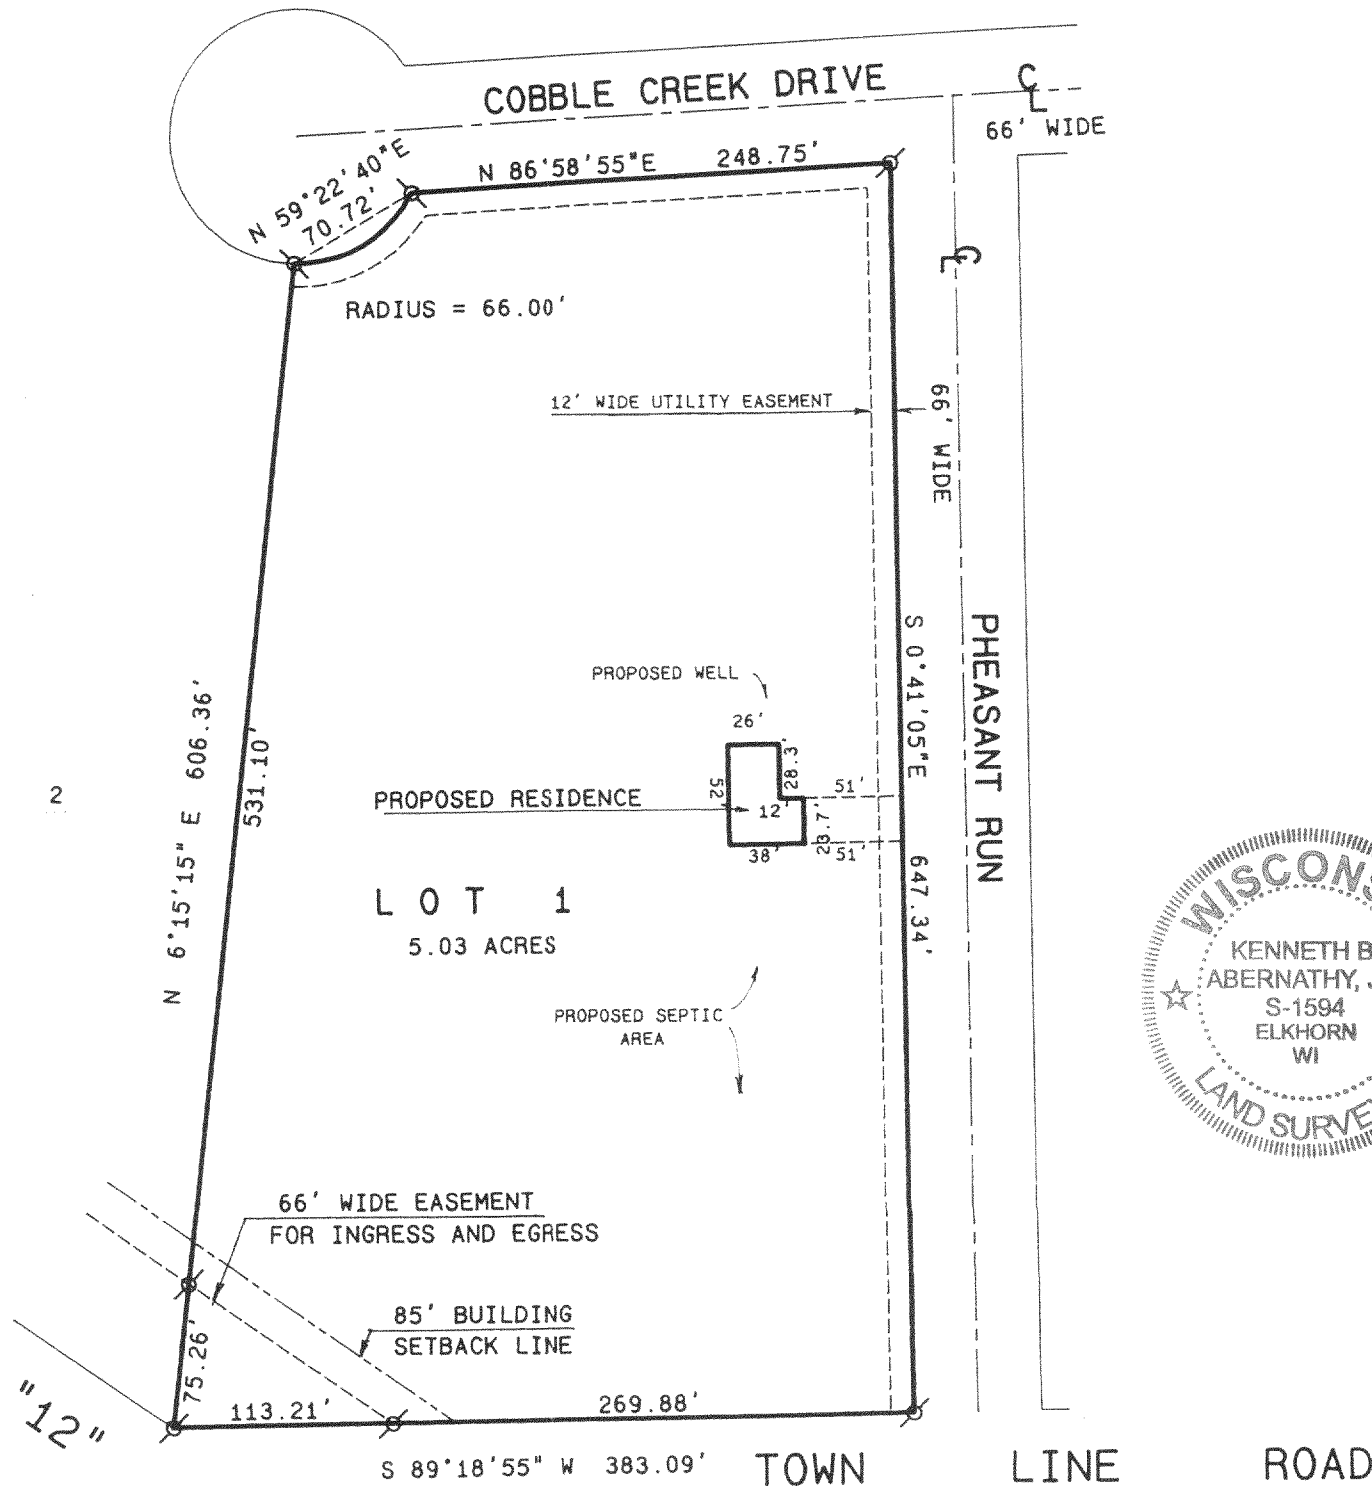 COBBLE CREEK DRIVE
CL
66' WIDE
N 59°22'40"E
70.72'
N 86°58'55"E 248.75'
CL
RADIUS = 66.00'
12' WIDE UTILITY EASEMENT
66' WIDE
S 0°41'05"E 647.34'
PHEASANT RUN
PROPOSED WELL
26'
28.3'
52
12'
51'
PROPOSED RESIDENCE
23.7'
38'
51'
N 6°15'15" E 606.36'
531.10'
2
LOT 1
5.03 ACRES
PROPOSED SEPTIC
AREA
WISCONS
KENNETH B
ABERNATHY, J
S-1594
ELKHORN
WI
LAND SURVE
66' WIDE EASEMENT
FOR INGRESS AND EGRESS
85' BUILDING
SETBACK LINE
75.26'
"12"
113.21'
269.88'
S 89°18'55" W 383.09'
TOWN LINE ROAD